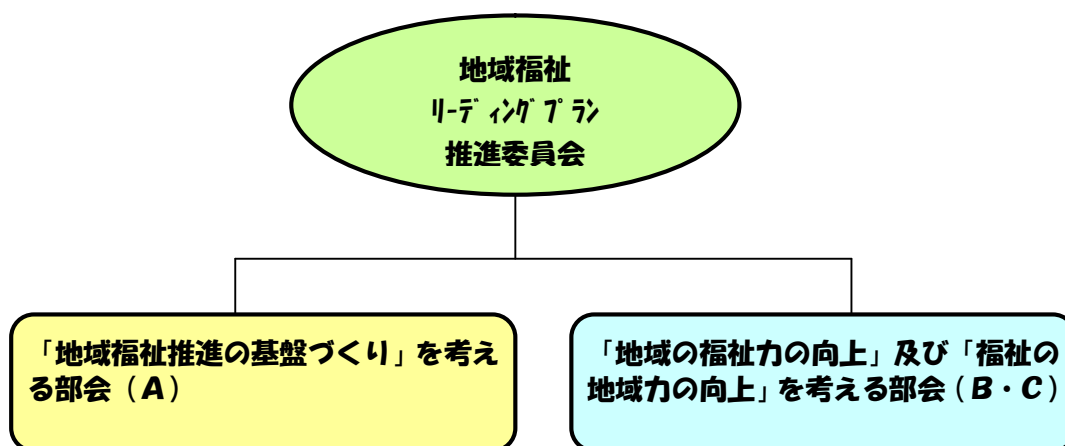 地域福祉
リーディングプラン
推進委員会
「地域福祉推進の基盤づくり」を考え
る部会（A）
「地域の福祉力の向上」及び「福祉の
地域力の向上」を考える部会（B・C）